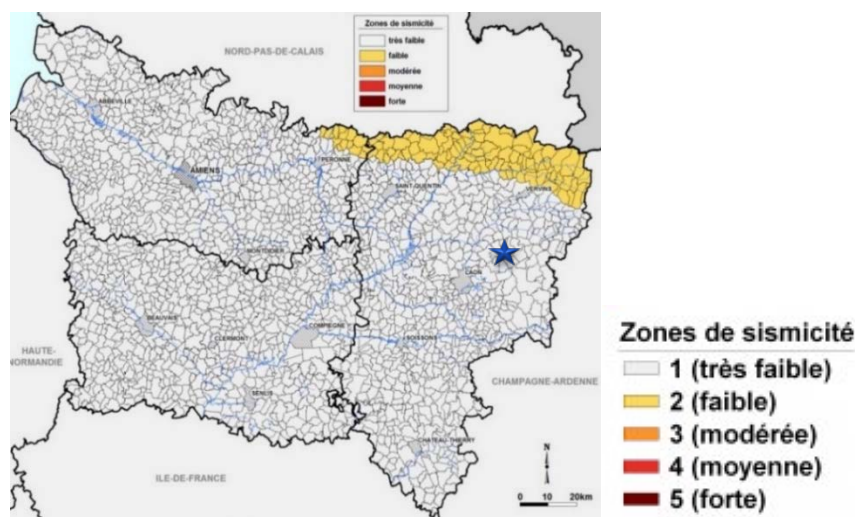 Zones de sismicité
très faible
faible
modérée
moyenne
forte
NORD-PAS-DE-CALAIS
ABBEVILLE
AMIENS
PERONNE
SAINT-QUENTIN
VERVINS
MONTDIDIER
LAON
BEAUVAIS
CLERMONT
COMPIEGNE
SOISSONS
HAUTE-
NORMANDIE
SENLIS
CHAMPAGNE-ARDENNE
CHATEAU-THIERRY
ILE-DE-FRANCE
N
0 10 20km
Zones de sismicité
1 (très faible)
2 (faible)
3 (modérée)
4 (moyenne)
5 (forte)